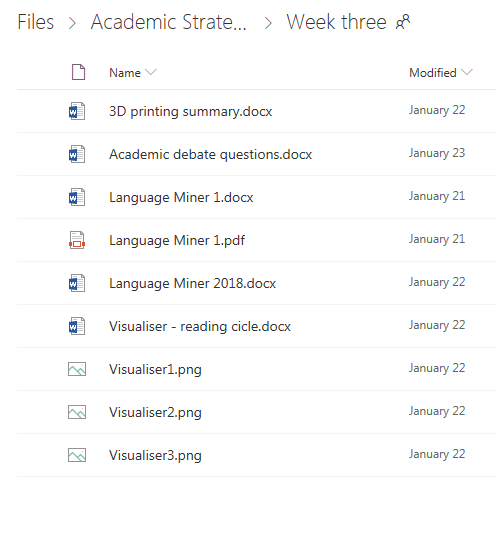 Files > Academic Strate... > Week three
Name Modified
3D printing summary.docx January 22
Academic debate questions.docx January 23
Language Miner 1.docx January 21
Language Miner 1.pdf January 21
Language Miner 2018.docx January 22
Visualiser - reading cicle.docx January 22
Visualiser1.png January 22
Visualiser2.png January 22
Visualiser3.png January 22